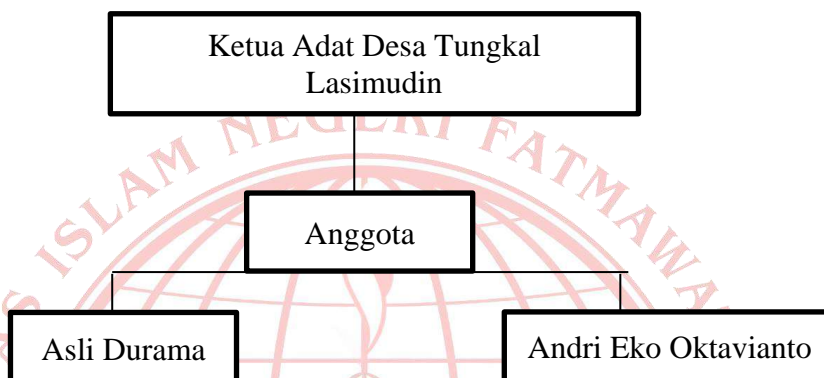 Ketua Adat Desa Tungkal
Lasimudin
ISLAM NEGERI FATMAWA
Anggota
Asli Durama
Andri Eko Oktavianto